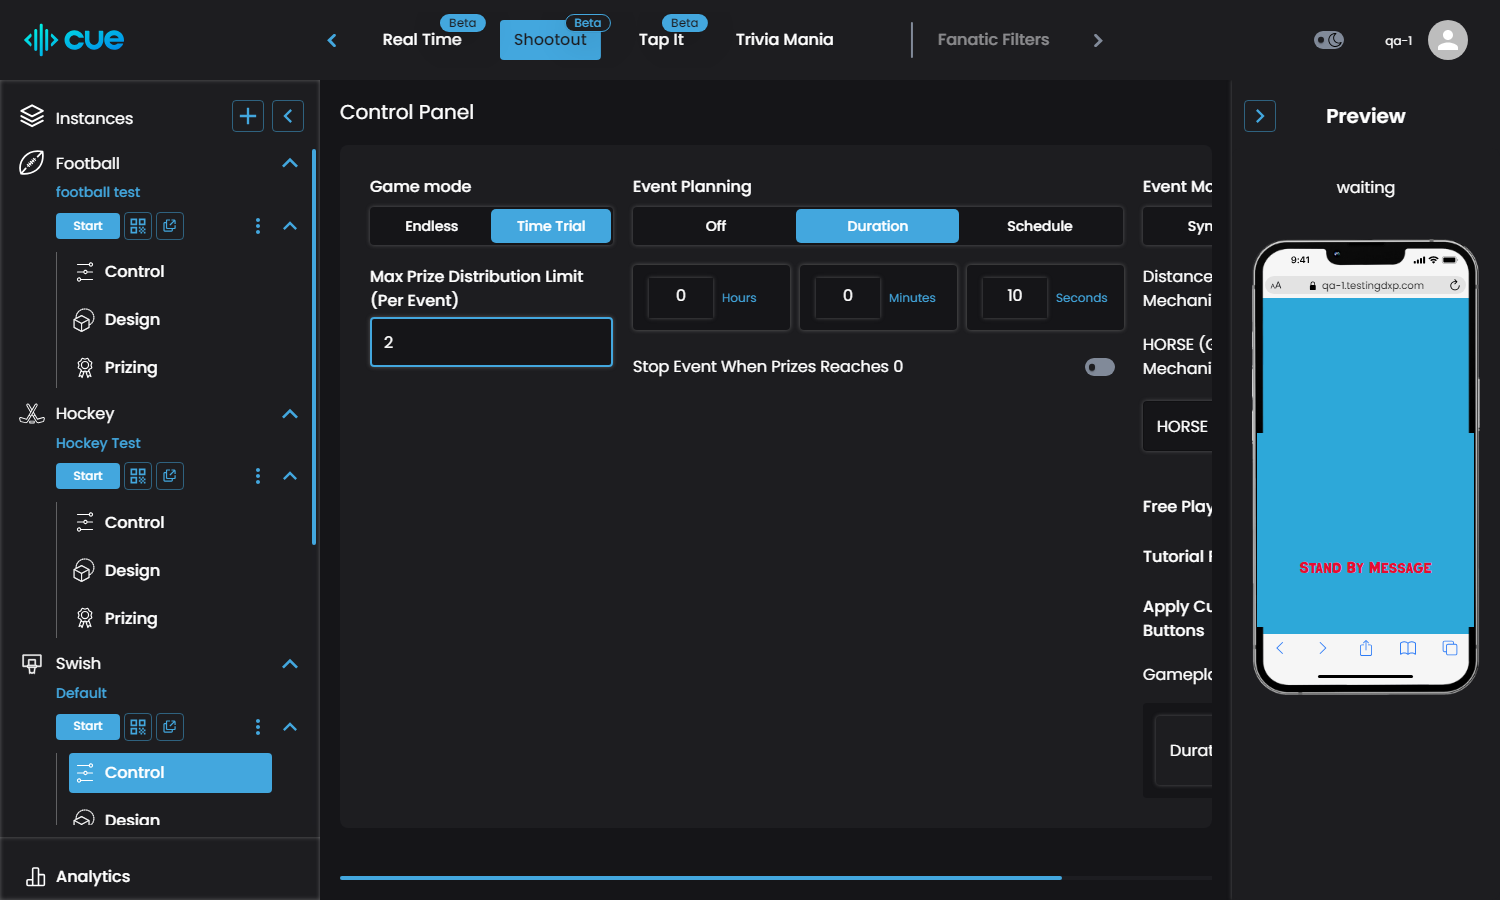 cue
Real Time
Beta
Shootout
Beta
Tap It
Beta
Trivia Mania
Fanatic Filters
qa-1
Instances
Football
football test
Start
Control
Design
Prizing
Hockey
Hockey Test
Start
Control
Design
Prizing
Swish
Default
Start
Control
Design
Analytics
Control Panel
Game mode
Endless
Time Trial
Max Prize Distribution Limit
(Per Event)
2
Event Planning
Off
Duration
Schedule
0 Hours
0 Minutes
10 Seconds
Stop Event When Prizes Reaches 0
Event Mo
Syn
Distance
Mechani
HORSE (G
Mechani
HORSE
Free Play
Tutorial
Apply Cu
Buttons
Gamepl
Durat
Preview
waiting
9:41
AA
qa-1.testingdxp.com
Stand By Message